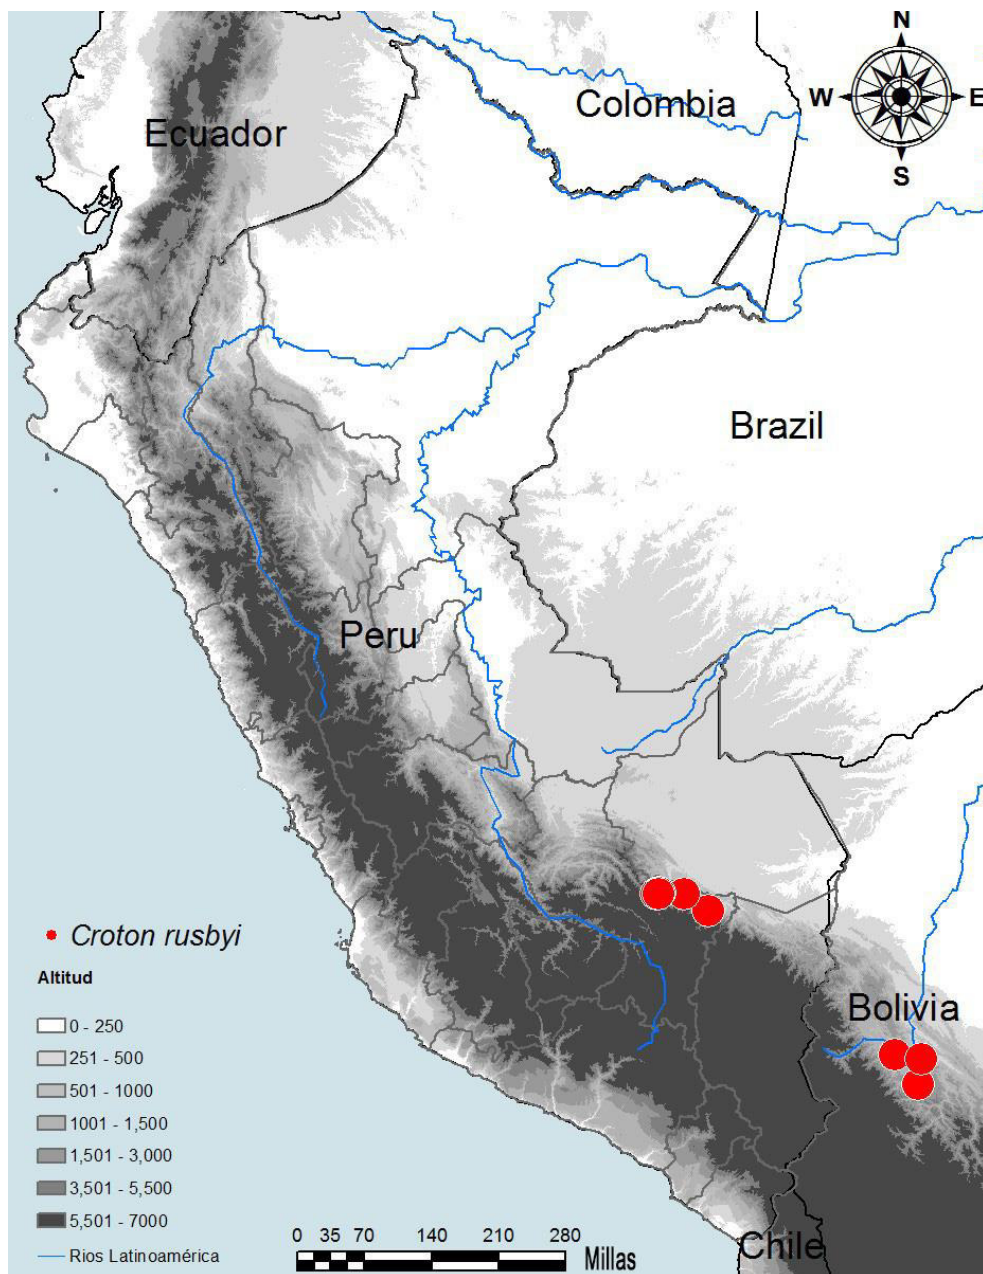 N
Colombia
W
E
Ecuador
S
Brazil
Peru
Croton rusbyi
Altitud
Bolivia
0 - 250
251 - 500
501 - 1000
1001 - 1,500
1,501 - 3,000
3,501 - 5,500
5,501 - 7000
Rios Latinoamérica
0 35 70 140 210 280
Millas
Chile